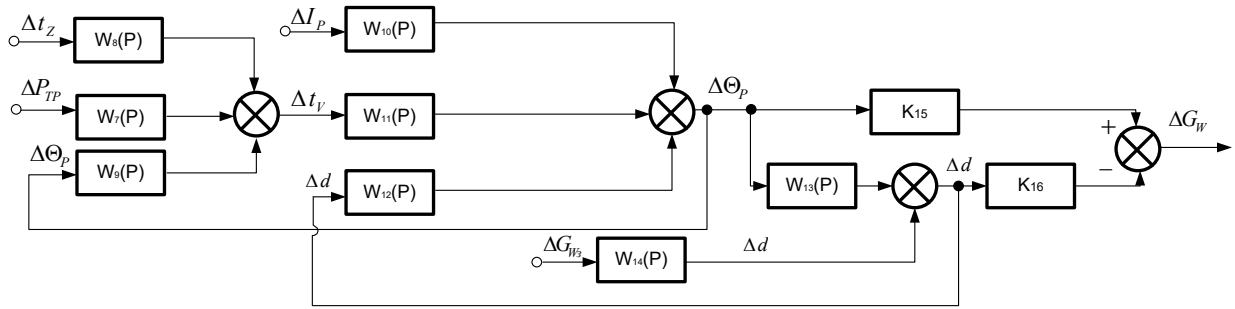 Δt_Z
W₈(P)
ΔI_P
W₁₀(P)
ΔP_TP
W₇(P)
Δt_V
W₁₁(P)
ΔΘ_P
K₁₅
+
ΔG_W
−
ΔΘ_P
W₉(P)
Δd
W₁₂(P)
W₁₃(P)
Δd
K₁₆
ΔG_W₃
W₁₄(P)
Δd